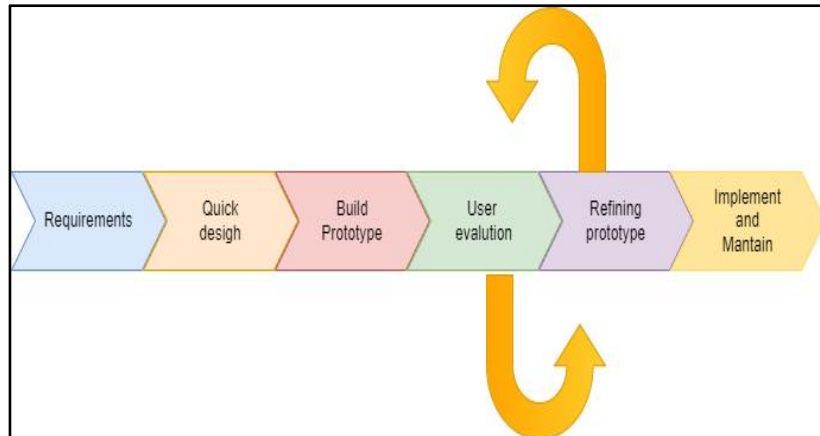 Requirements
Quick
desigh
Build
Prototype
User
evalution
Refining
prototype
Implement
and
Mantain